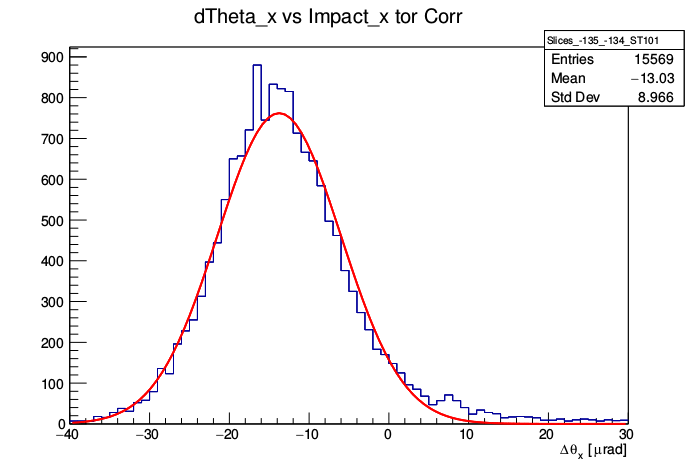 dTheta_x vs Impact_x tor Corr
Slices_-135_-134_ST101
Entries 15569
Mean −13.03
Std Dev 8.966
900
800
700
600
500
400
300
200
100
0
−40 −30 −20 −10 0 10 20 30
Δθx [μrad]